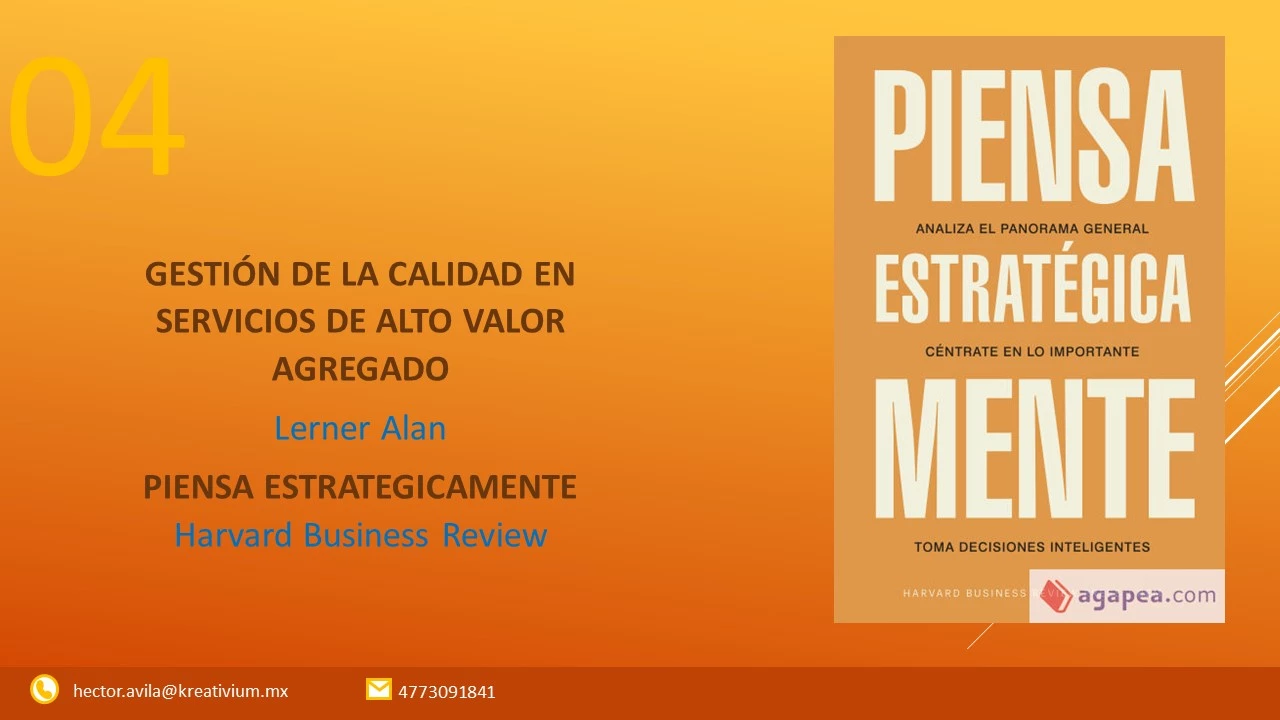 04
GESTIÓN DE LA CALIDAD EN
SERVICIOS DE ALTO VALOR
AGREGADO
Lerner Alan
PIENSA ESTRATEGICAMENTE
Harvard Business Review
PIENSA
ANALIZA EL PANORAMA GENERAL
ESTRATÉGICA
CÉNTRATE EN LO IMPORTANTE
MENTE
TOMA DECISIONES INTELIGENTES
HARVARD BUSINESS REVIEW
agapea.com
hector.avila@kreativium.mx
4773091841